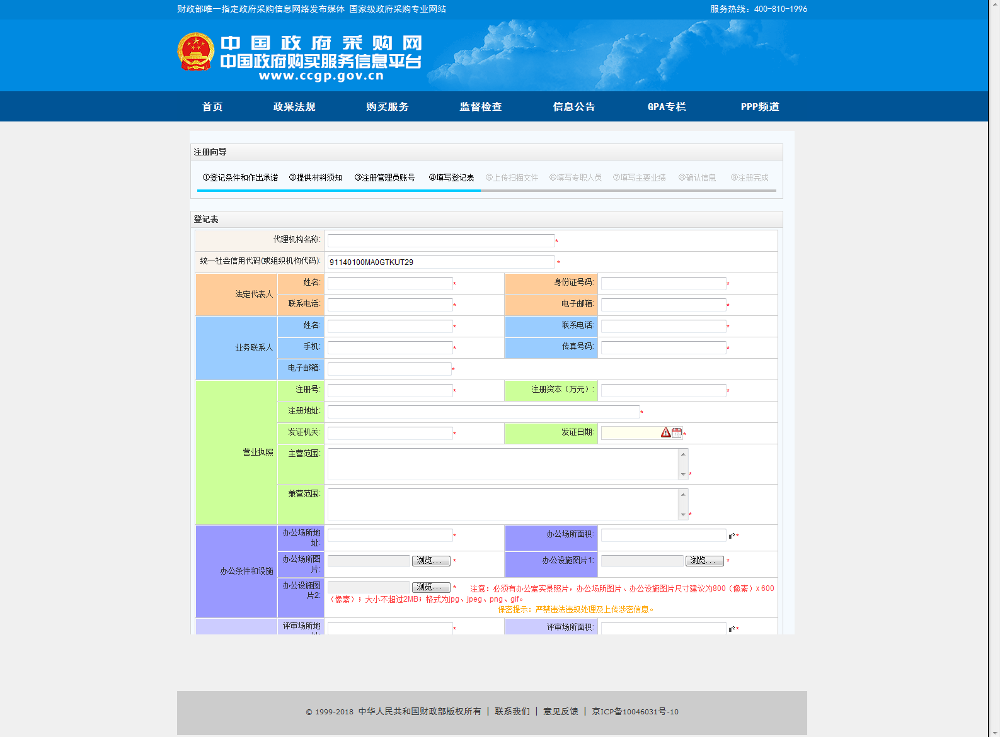 财政部唯一指定政府采购信息网络发布媒体 国家级政府采购专业网站 服务热线：400-810-1996
中国政府采购网
中国政府购买服务信息平台
www.ccgp.gov.cn
首页 政采法规 购买服务 监督检查 信息公告 GPA专栏 PPP频道
注册向导
①登记条件和作出承诺 ②提供材料须知 ③注册管理员账号 ④填写登记表 ⑤上传扫描文件 ⑥填写专职人员 ⑦填写主要业绩 ⑧确认信息 ⑨注册完成
登记表
代理机构名称: *
统一社会信用代码(或组织机构代码): 91140100MA0GTKUT29 *
法定代表人
姓名: * 身份证号码: *
联系电话: * 电子邮箱: *
业务联系人
姓名: * 联系电话: *
手机: * 传真号码: *
电子邮箱: *
营业执照
注册号: * 注册资本（万元）: *
注册地址: *
发证机关: * 发证日期: *
主营范围: *
兼营范围: *
办公条件和设施
办公场所地址: * 办公场所面积: ㎡*
办公场所图片: 浏览... * 办公设施图片1: 浏览... *
办公设施图片2: 浏览... * 注意：必须有办公室实景照片，办公场所图片、办公设施图片尺寸建议为800（像素）x 600
（像素）；大小不超过2MB；格式为jpg、jpeg、png、gif。
保密提示：严禁违法违规处理及上传涉密信息。
评审场所地址: * 评审场所面积: ㎡*
© 1999-2018 中华人民共和国财政部版权所有 | 联系我们 | 意见反馈 | 京ICP备10046031号-10